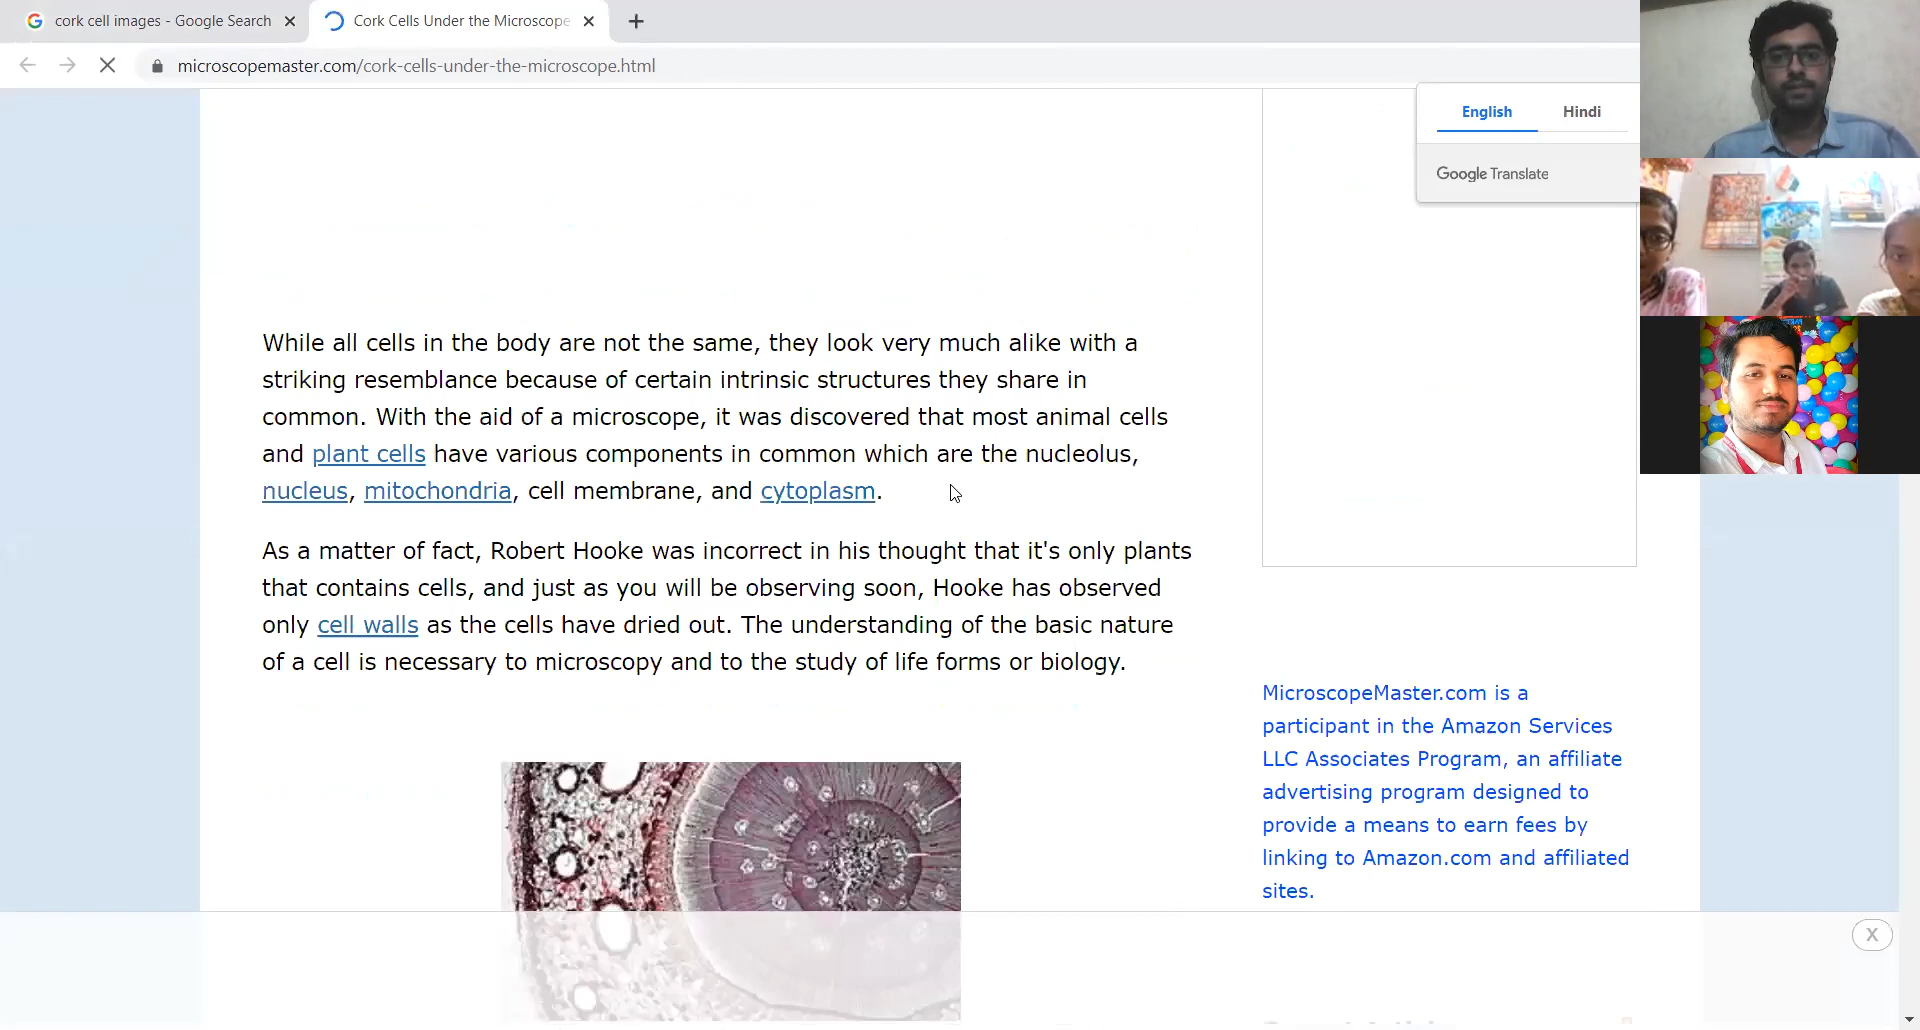 cork cell images - Google Search
Cork Cells Under the Microscope
microscopemaster.com/cork-cells-under-the-microscope.html
English Hindi
Google Translate
While all cells in the body are not the same, they look very much alike with a
striking resemblance because of certain intrinsic structures they share in
common. With the aid of a microscope, it was discovered that most animal cells
and plant cells have various components in common which are the nucleolus,
nucleus, mitochondria, cell membrane, and cytoplasm.
As a matter of fact, Robert Hooke was incorrect in his thought that it's only plants
that contains cells, and just as you will be observing soon, Hooke has observed
only cell walls as the cells have dried out. The understanding of the basic nature
of a cell is necessary to microscopy and to the study of life forms or biology.
MicroscopeMaster.com is a
participant in the Amazon Services
LLC Associates Program, an affiliate
advertising program designed to
provide a means to earn fees by
linking to Amazon.com and affiliated
sites.
X